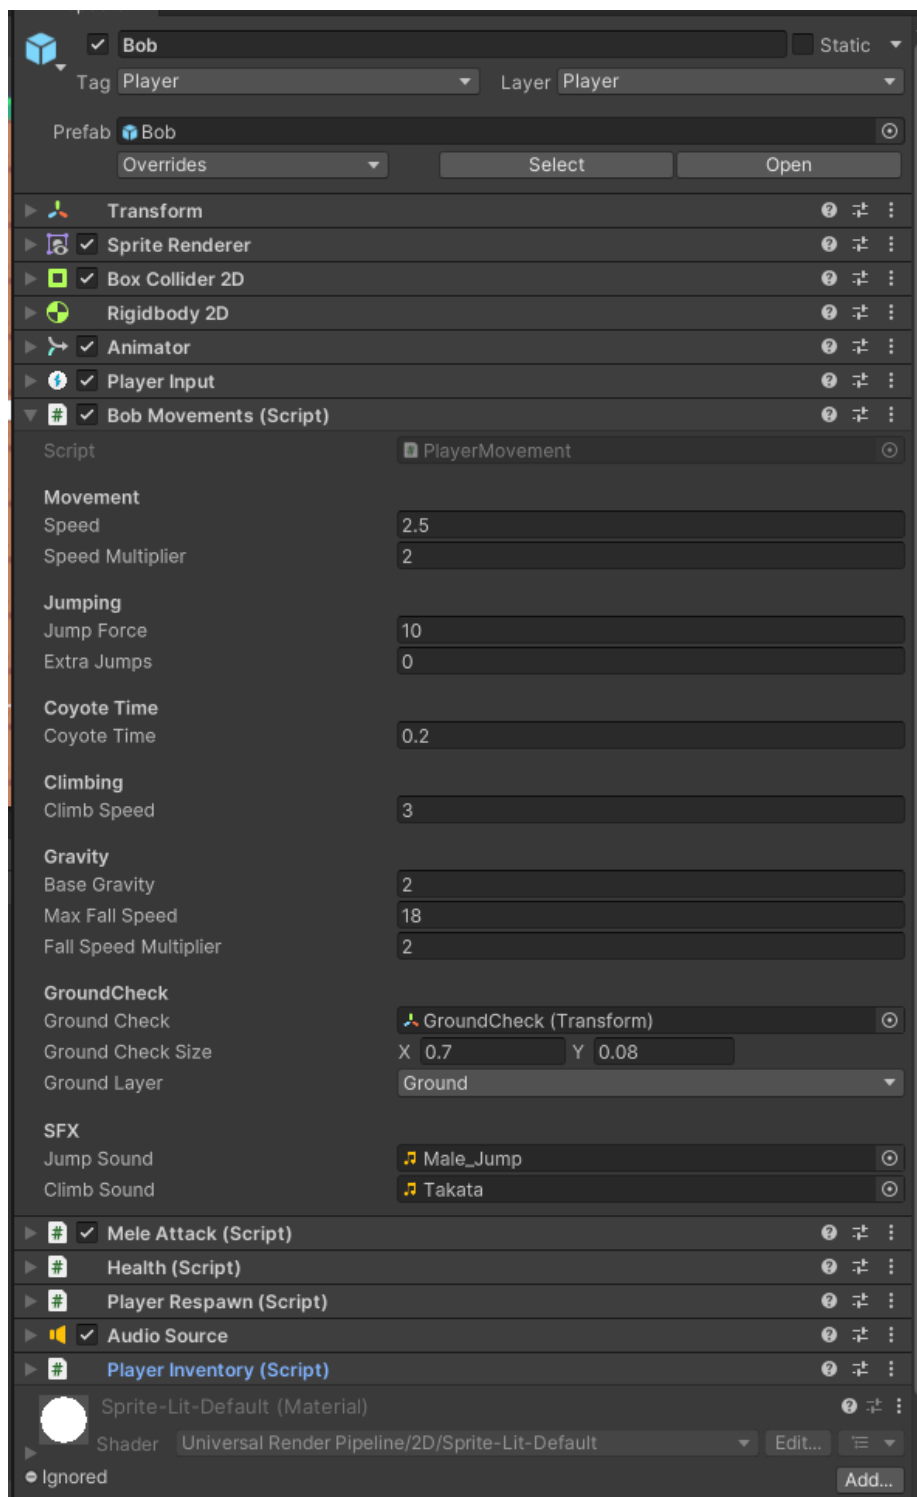 Bob Static
Tag Player Layer Player
Prefab Bob
Overrides Select Open
Transform
Sprite Renderer
Box Collider 2D
Rigidbody 2D
Animator
Player Input
# Bob Movements (Script)
Script PlayerMovement
Movement
Speed 2.5
Speed Multiplier 2
Jumping
Jump Force 10
Extra Jumps 0
Coyote Time
Coyote Time 0.2
Climbing
Climb Speed 3
Gravity
Base Gravity 2
Max Fall Speed 18
Fall Speed Multiplier 2
GroundCheck
Ground Check GroundCheck (Transform)
Ground Check Size X 0.7 Y 0.08
Ground Layer Ground
SFX
Jump Sound Male_Jump
Climb Sound Takata
# Mele Attack (Script)
# Health (Script)
# Player Respawn (Script)
Audio Source
# Player Inventory (Script)
Sprite-Lit-Default (Material)
Shader Universal Render Pipeline/2D/Sprite-Lit-Default Edit...
Ignored
Add...